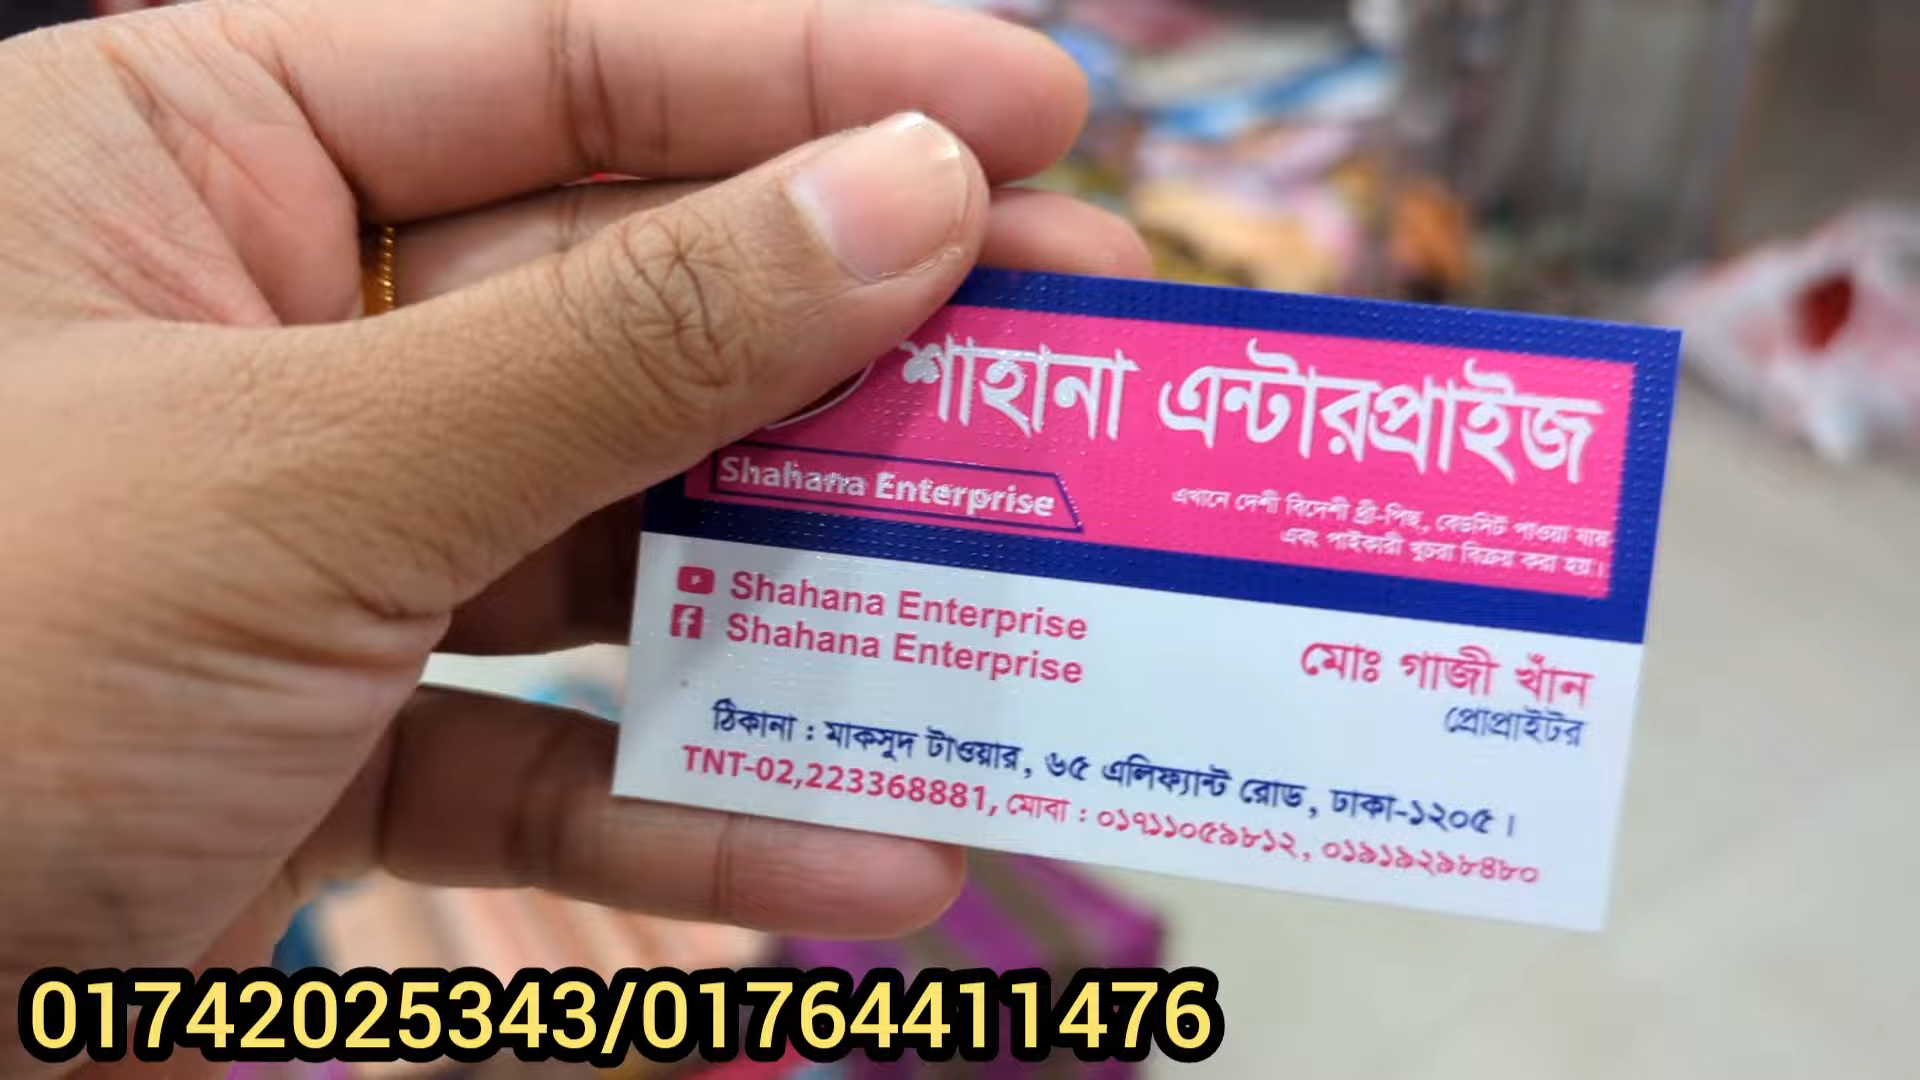 শাহানা এন্টারপ্রাইজ
Shahana Enterprise
এখানে দেশী বিদেশী থ্রী-পিছ, বেডসিট পাওয়া যায়
এবং পাইকারী খুচরা বিক্রয় করা হয়।
Shahana Enterprise
Shahana Enterprise
মোঃ গাজী খাঁন
প্রোপ্রাইটর
ঠিকানা : মাকসুদ টাওয়ার, ৬৫ এলিফ্যান্ট রোড, ঢাকা-১২০৫।
TNT-02,223368881, মোবা : ০১৭১১০৫৯৮১২, ০১৯১৯২৯৮৪৮০
01742025343/01764411476